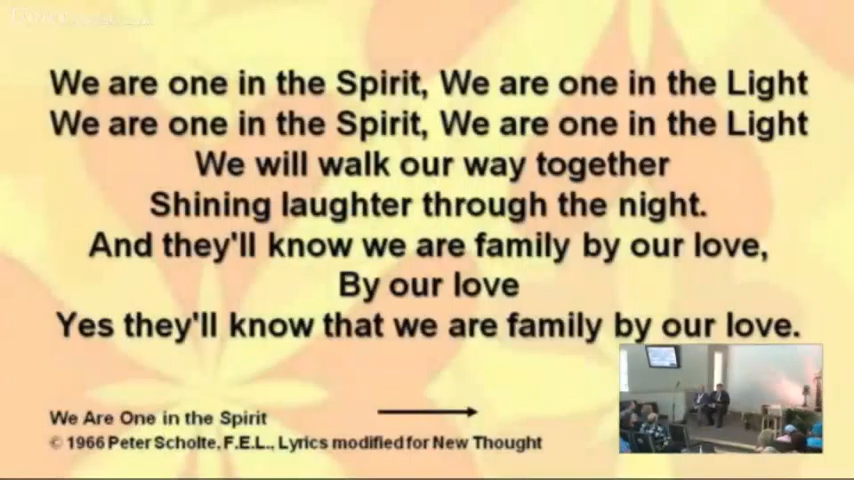 We are one in the Spirit, We are one in the Light
We are one in the Spirit, We are one in the Light
We will walk our way together
Shining laughter through the night.
And they'll know we are family by our love,
By our love
Yes they'll know that we are family by our love.
We Are One in the Spirit
© 1966 Peter Scholte, F.E.L., Lyrics modified for New Thought